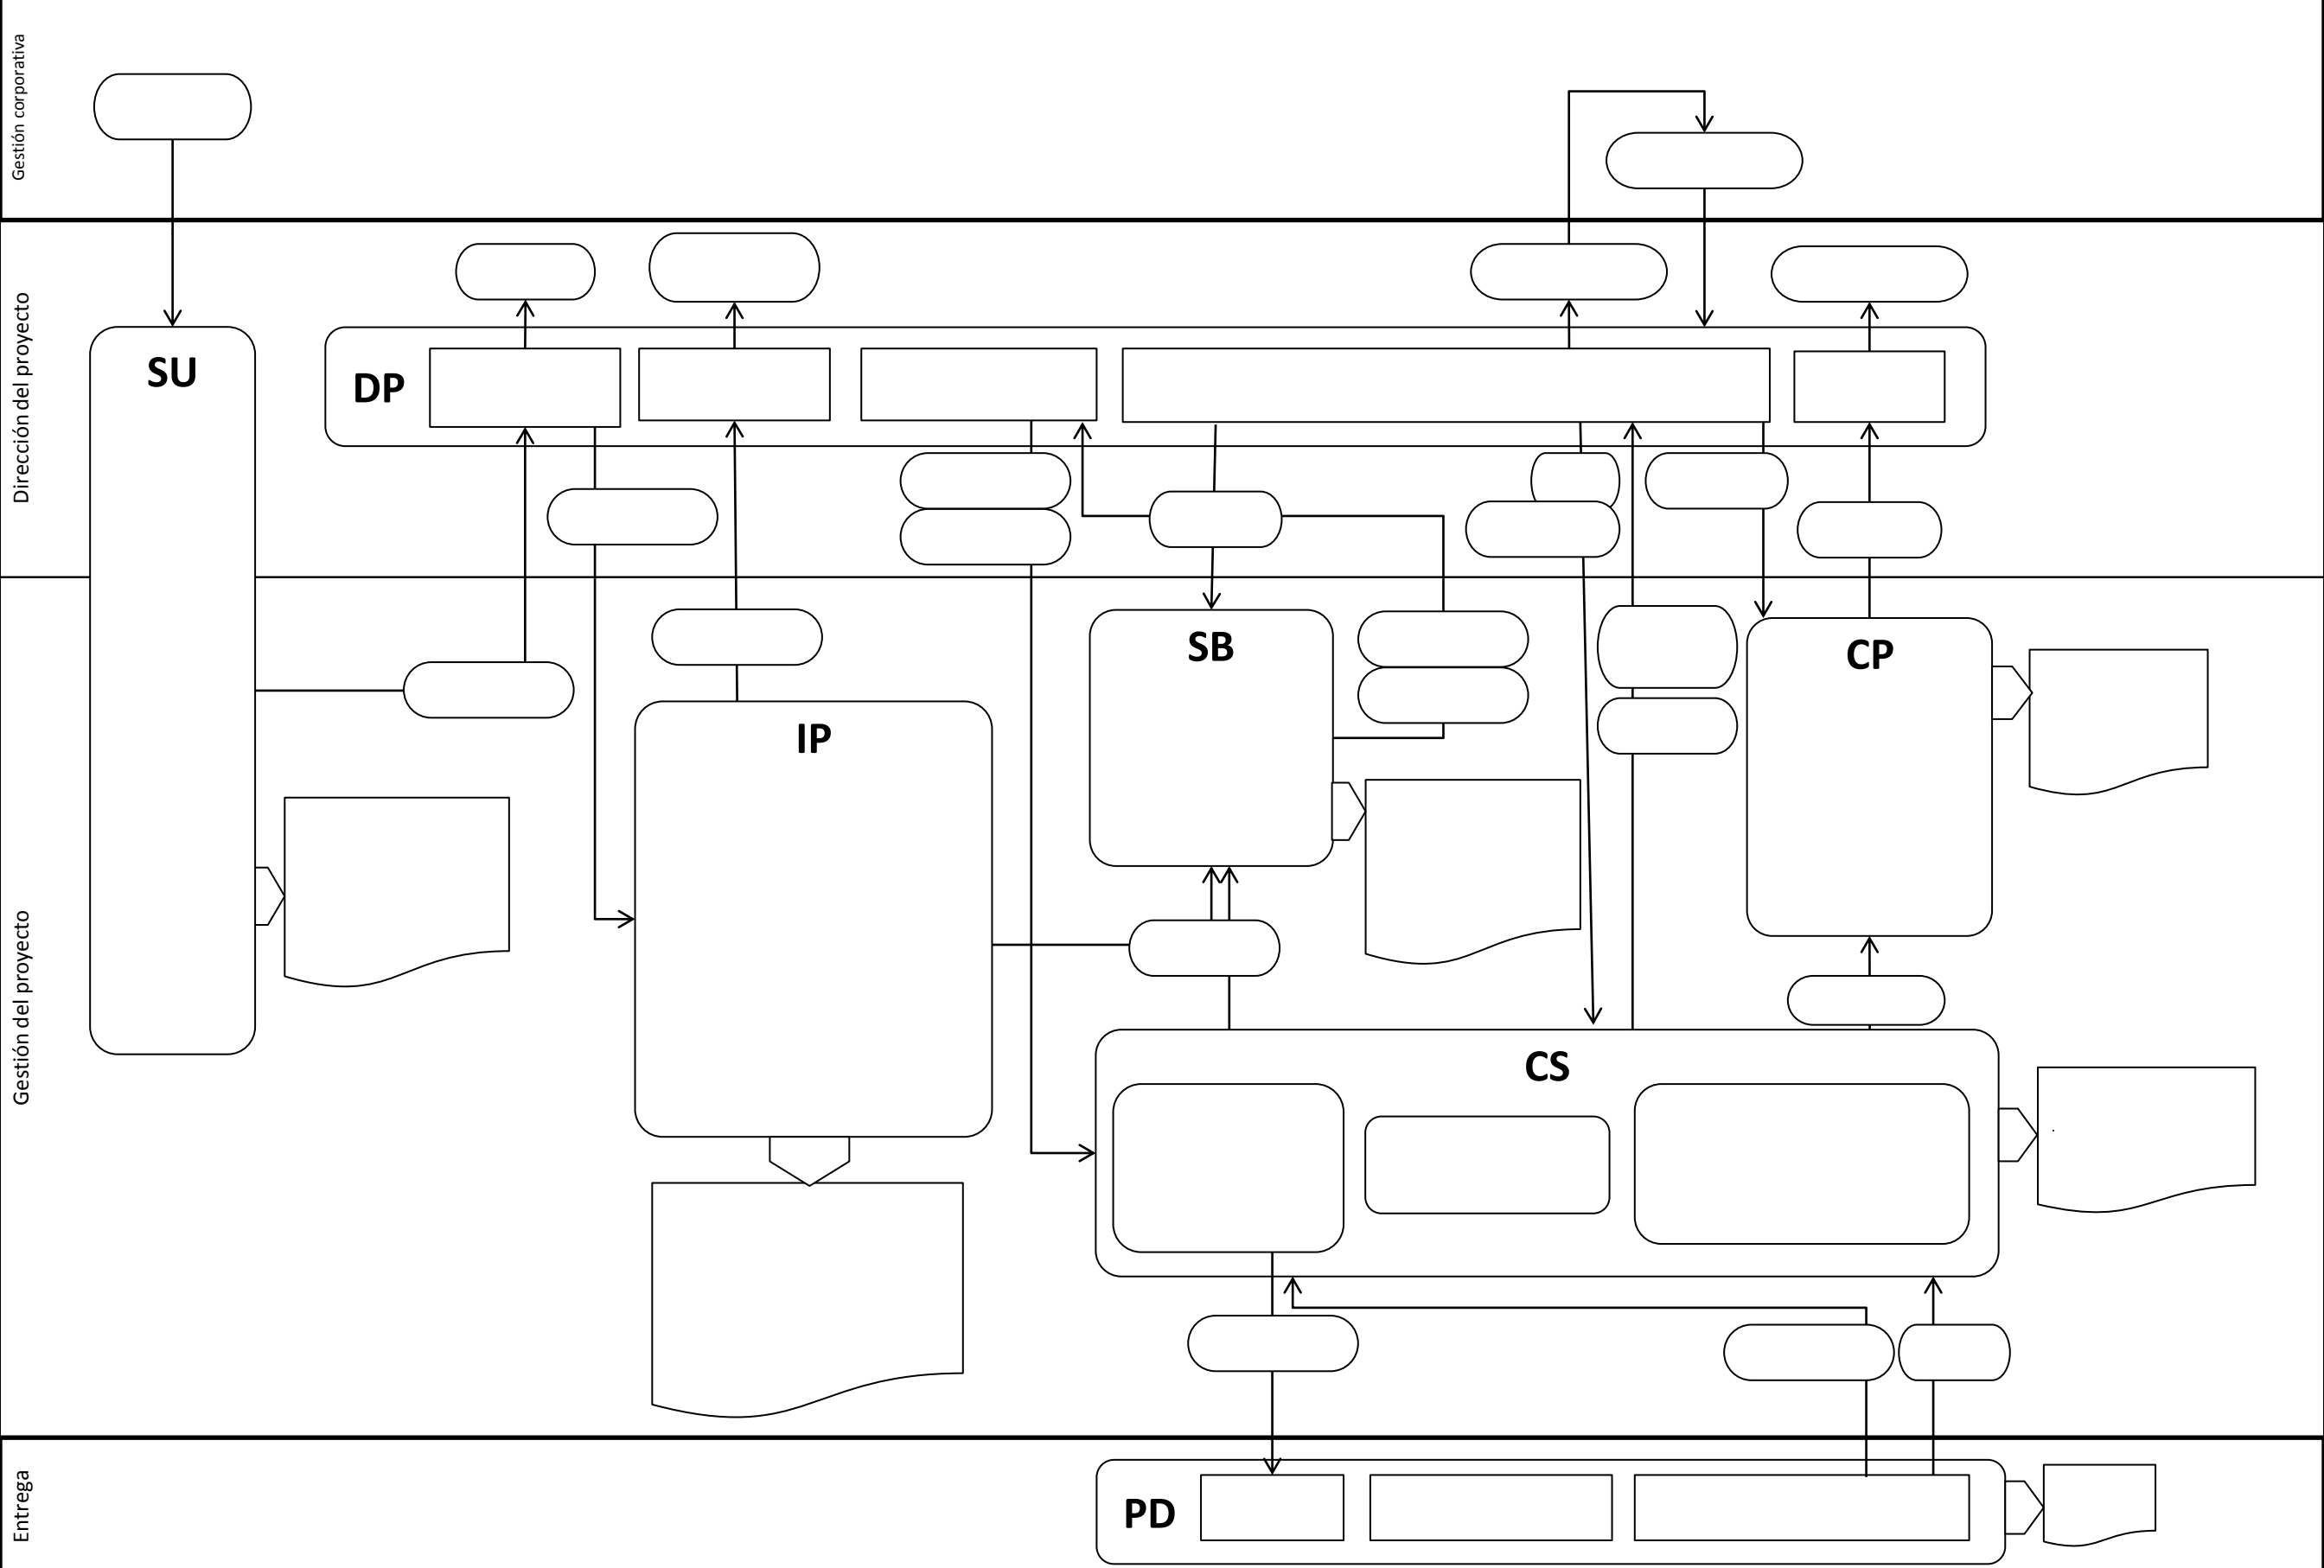 Gestión corporativa
Dirección del proyecto
SU
DP
SB
CP
IP
Gestión del proyecto
CS
Entrega
PD